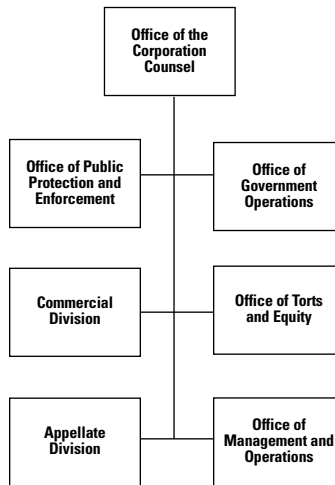 Office of the
Corporation
Counsel
Office of Public
Protection and
Enforcement
Office of
Government
Operations
Commercial
Division
Office of Torts
and Equity
Appellate
Division
Office of
Management and
Operations